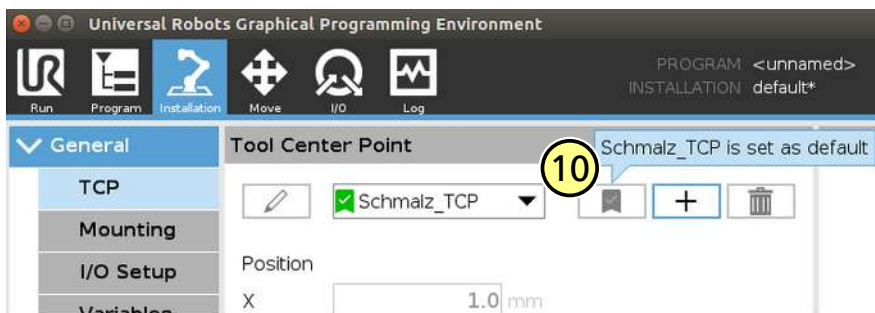 Universal Robots Graphical Programming Environment
PROGRAM <unnamed>
INSTALLATION default*
Run Program Installation Move I/O Log
General
Tool Center Point
10
Schmalz_TCP is set as default
TCP
Schmalz_TCP
Mounting
I/O Setup
Position
Variables
X 1.0 mm